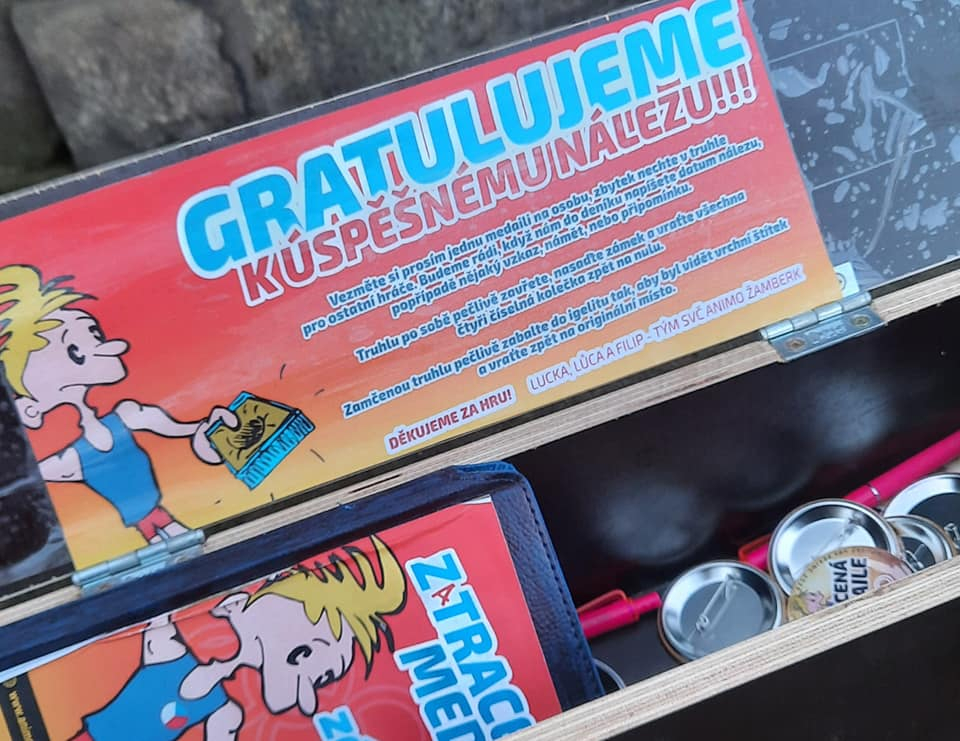 GRATULUJEME
K ÚSPĚŠNÉMU NÁLEZU!!!
Vezměte si prosím jednu medaili na osobu, zbytek nechte v truhle
pro ostatní hráče. Budeme rádi, když nám do deníku napíšete datum nálezu,
popřípadě nějaký vzkaz, námět, nebo připomínku.
Truhlu po sobě pečlivě zavřete, nasaďte zámek a vraťte všechna
čtyři číselná kolečka zpět na nulu.
Zamčenou truhlu pečlivě zabalte do igelitu tak, aby byl vidět vrchní štítek
a vraťte zpět na originální místo.
DĚKUJEME ZA HRU! LUCKA, LŮCA A FILIP - TÝM SVČ ANIMO ŽAMBERK
ZATRACE
MED